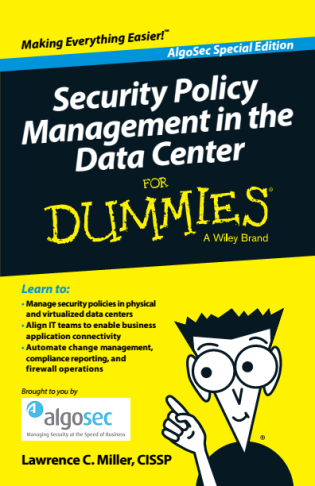 Making Everything Easier!™
AlgoSec Special Edition
Security Policy
Management in the
Data Center
FOR
DUMMIES®
A Wiley Brand
Learn to:
• Manage security policies in physical
and virtualized data centers
• Align IT teams to enable business
application connectivity
• Automate change management,
compliance reporting, and
firewall operations
Brought to you by
algosec
Managing Security at the Speed of Business
Lawrence C. Miller, CISSP
®